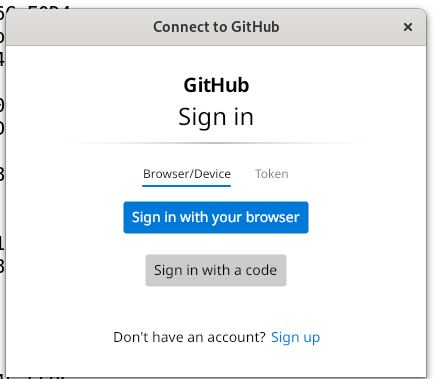 Connect to GitHub
GitHub
Sign in
Browser/Device Token
Sign in with your browser
Sign in with a code
Don't have an account? Sign up